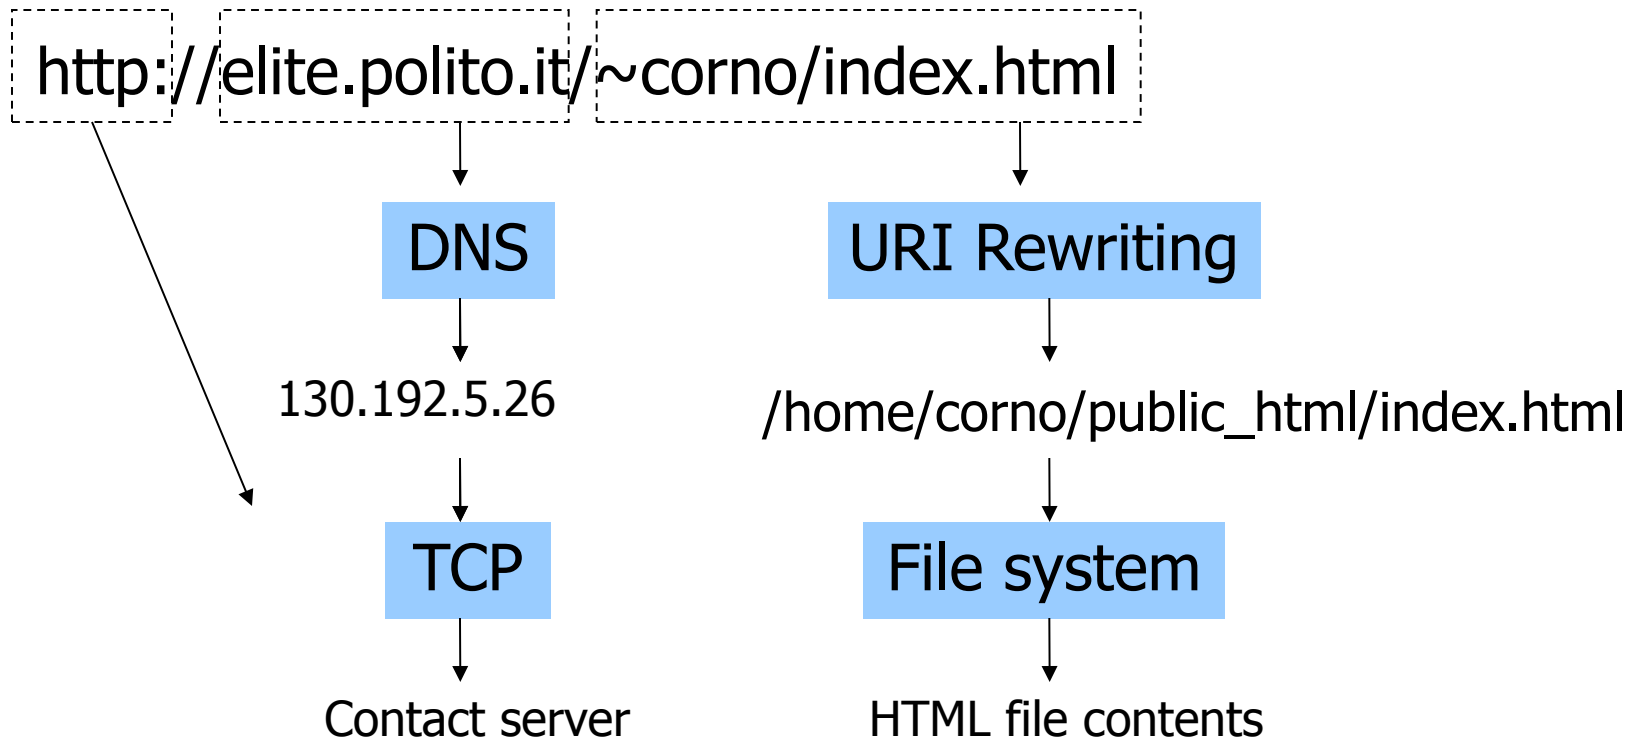 http://elite.polito.it/~corno/index.html
DNS
URI Rewriting
130.192.5.26
/home/corno/public_html/index.html
TCP
File system
Contact server
HTML file contents